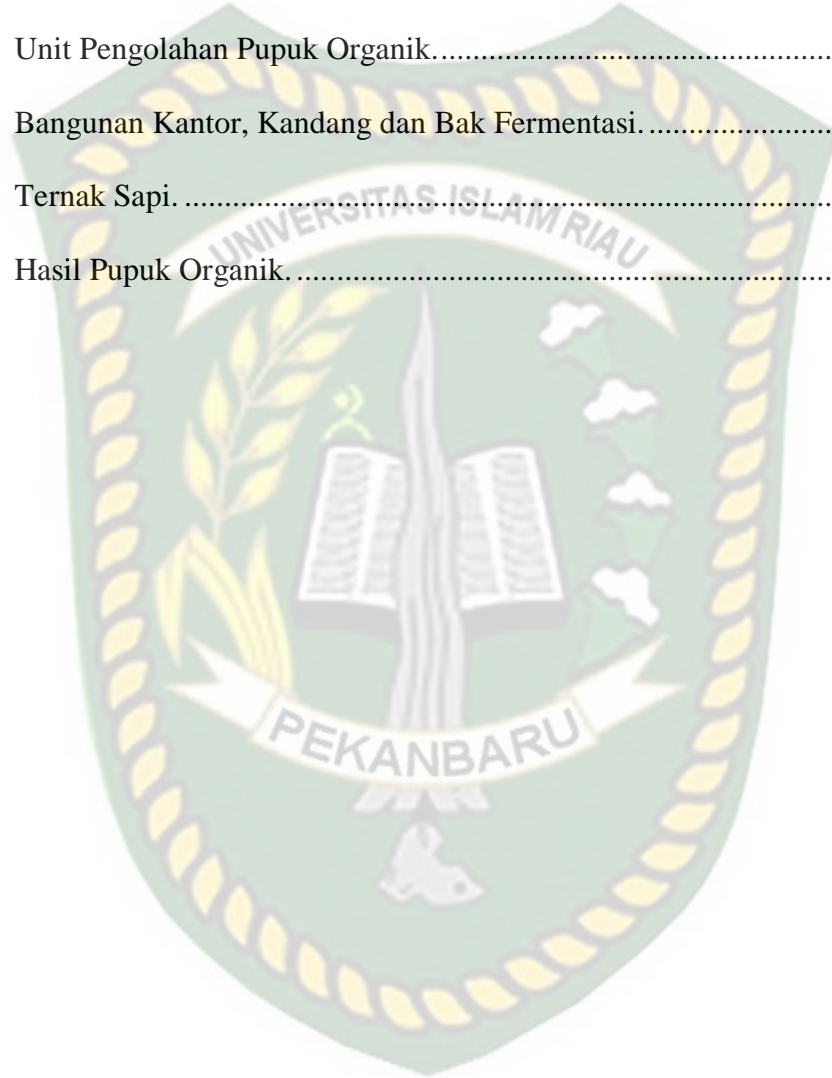 Unit Pengolahan Pupuk Organik...................................................
Bangunan Kantor, Kandang dan Bak Fermentasi........................
Ternak Sapi. .................................................................................
Hasil Pupuk Organik. ...................................................................
UNIVERSITAS ISLAM RIAU
PEKANBARU